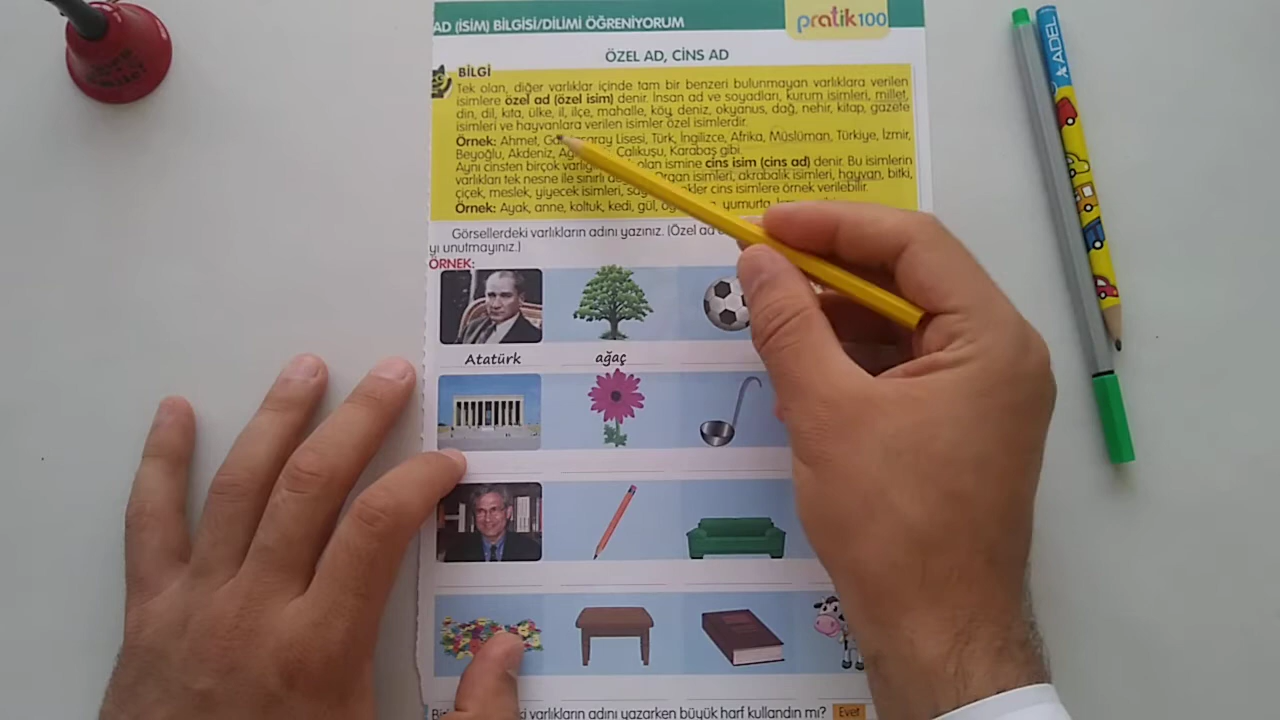 AD (İSİM) BİLGİSİ/DİLİMİ ÖĞRENİYORUM
pratik100
ÖZEL AD, CİNS AD
BİLGİ
Tek olan, diğer varlıklar içinde tam bir benzeri bulunmayan varlıklara verilen
isimlere özel ad (özel isim) denir. İnsan ad ve soyadları, kurum isimleri, millet,
din, dil, kıta, ülke, il, ilçe, mahalle, köy, deniz, okyanus, dağ, nehir, kitap, gazete
isimleri ve hayvanlara verilen isimler özel isimlerdir.
Örnek: Ahmet, Lisesi, Türk, İngilizce, Afrika, Müslüman, Türkiye, İzmir,
Beyoğlu, Akdeniz, Çalıkuşu, Karabaş gibi.
Aynı cinsten birçok olan ismine cins isim (cins ad) denir. Bu isimlerin
varlıkları tek nesne ile sınırlı Organ isimleri, akrabalık isimleri, hayvan, bitki,
çiçek, meslek, yiyecek isimleri, cins isimlere örnek verilebilir.
Örnek: Ayak, anne, koltuk, kedi, gül, yumurta
Görsellerdeki varlıkların adını yazınız. (Özel ad
yı unutmayınız.)
ÖRNEK:
Atatürk ağaç
varlıkların adını yazarken büyük harf kullandın mı? Evet
ADEL